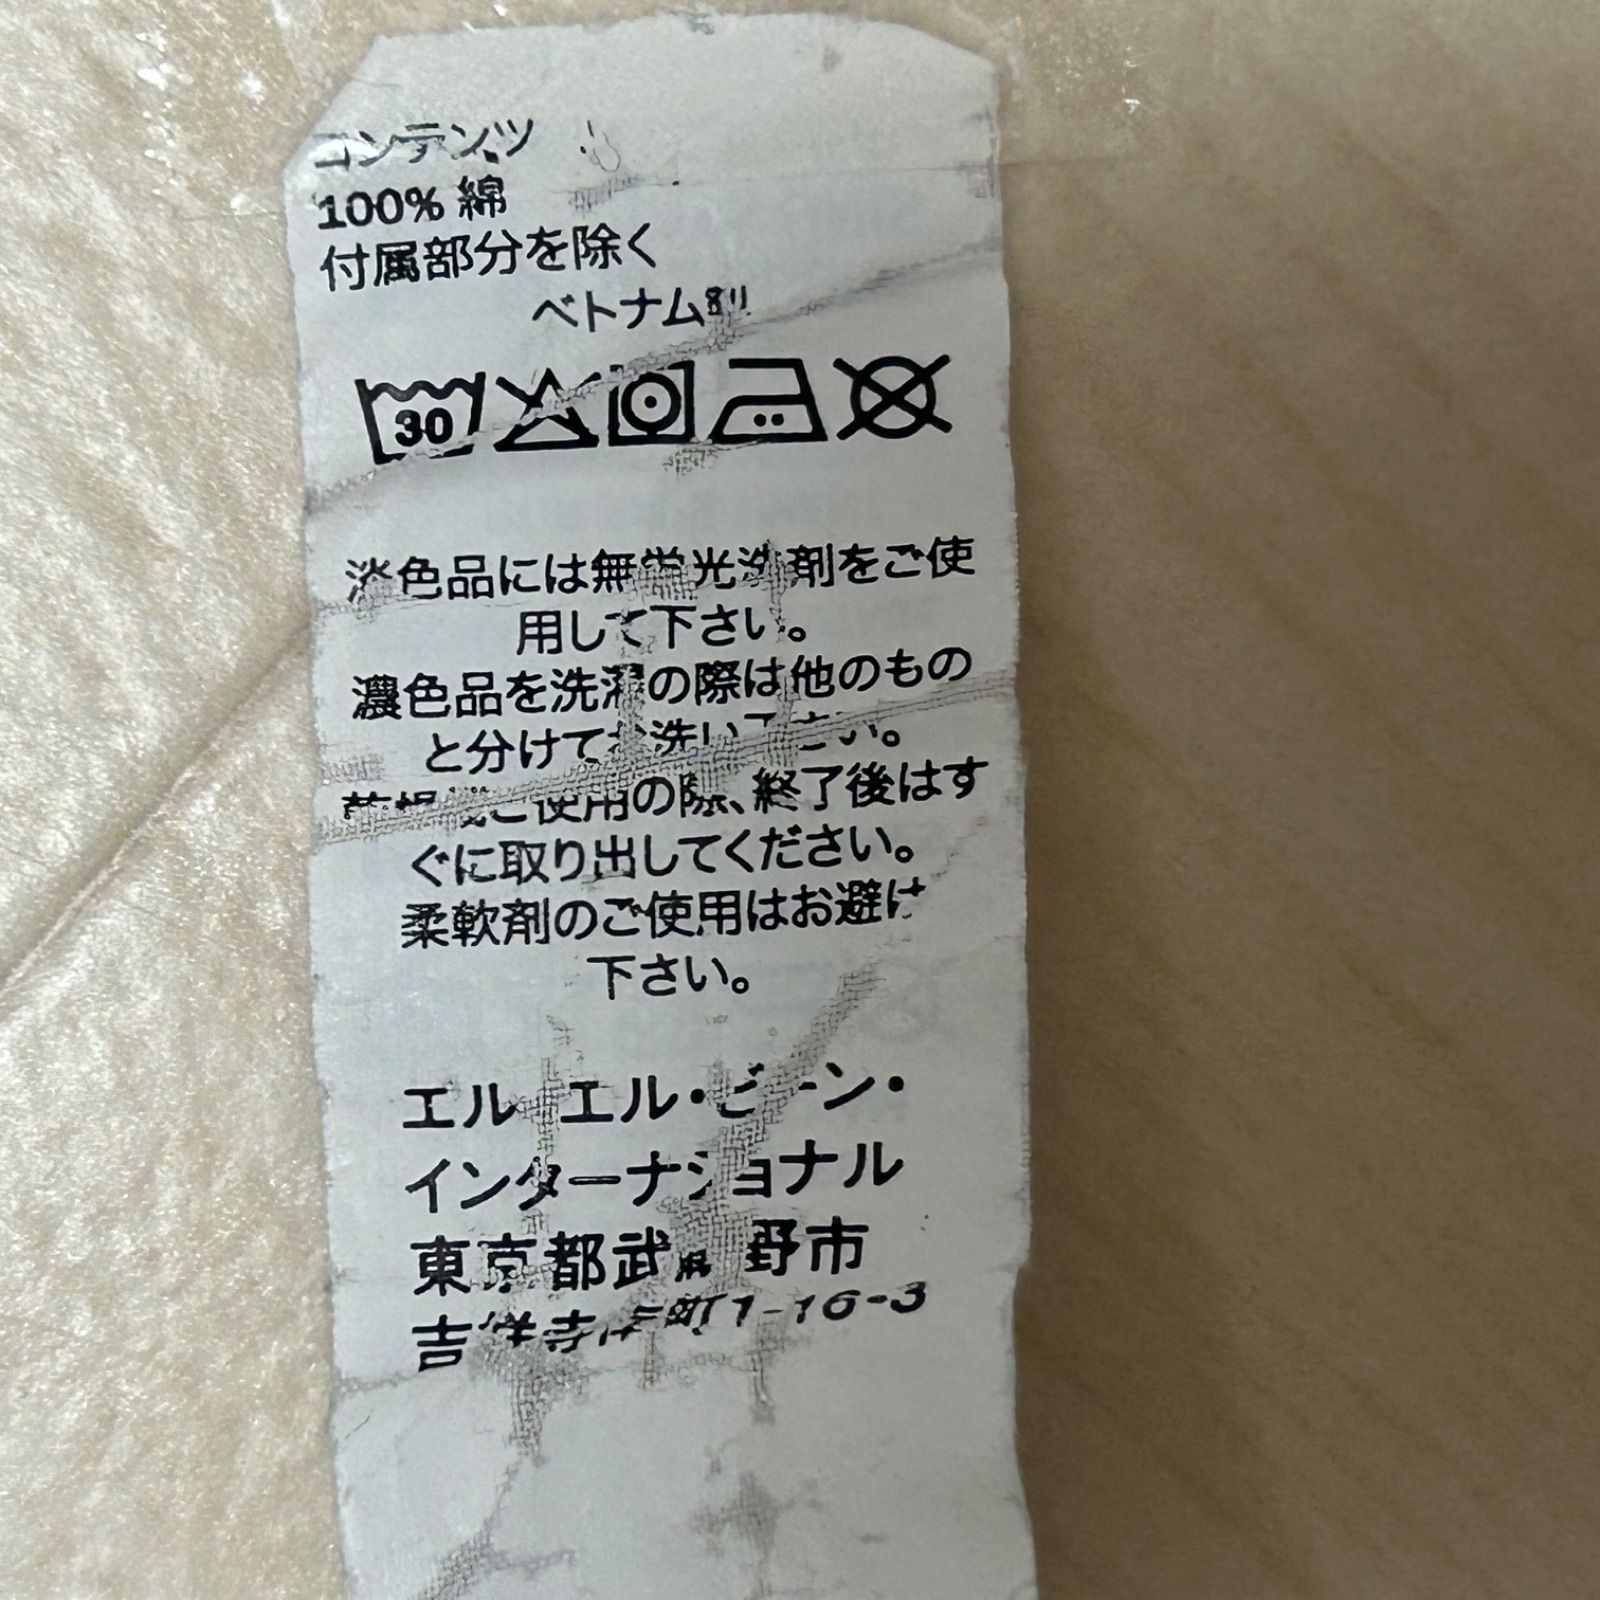 コンテンツ
100% 綿
付属部分を除く
ベトナム製
30
淡色品には無蛍光洗剤をご使
用して下さい。
濃色品を洗濯の際は他のもの
と分けてお洗い下さい。
ご使用の際、終了後はす
ぐに取り出してください。
柔軟剤のご使用はお避け
下さい。
エル エル・ビーン・
インターナショナル
東京都武蔵野市
吉祥寺 町1-16-3